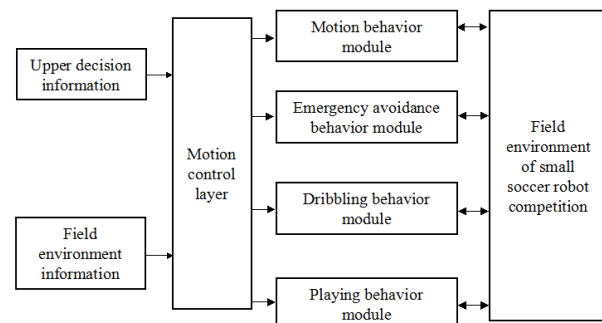 Upper decision
information
Field
environment
information
Motion
control
layer
Motion behavior
module
Emergency avoidance
behavior module
Dribbling behavior
module
Playing behavior
module
Field
environment
of small
soccer robot
competition